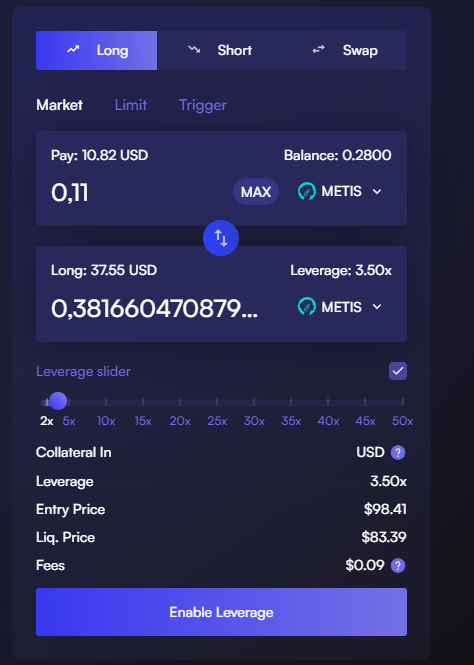 Long Short Swap
Market Limit Trigger
Pay: 10.82 USD Balance: 0.2800
0,11 MAX METIS
Long: 37.55 USD Leverage: 3.50x
0,381660470879... METIS
Leverage slider
2x 5x 10x 15x 20x 25x 30x 35x 40x 45x 50x
Collateral In USD ?
Leverage 3.50x
Entry Price $98.41
Liq. Price $83.39
Fees $0.09 ?
Enable Leverage